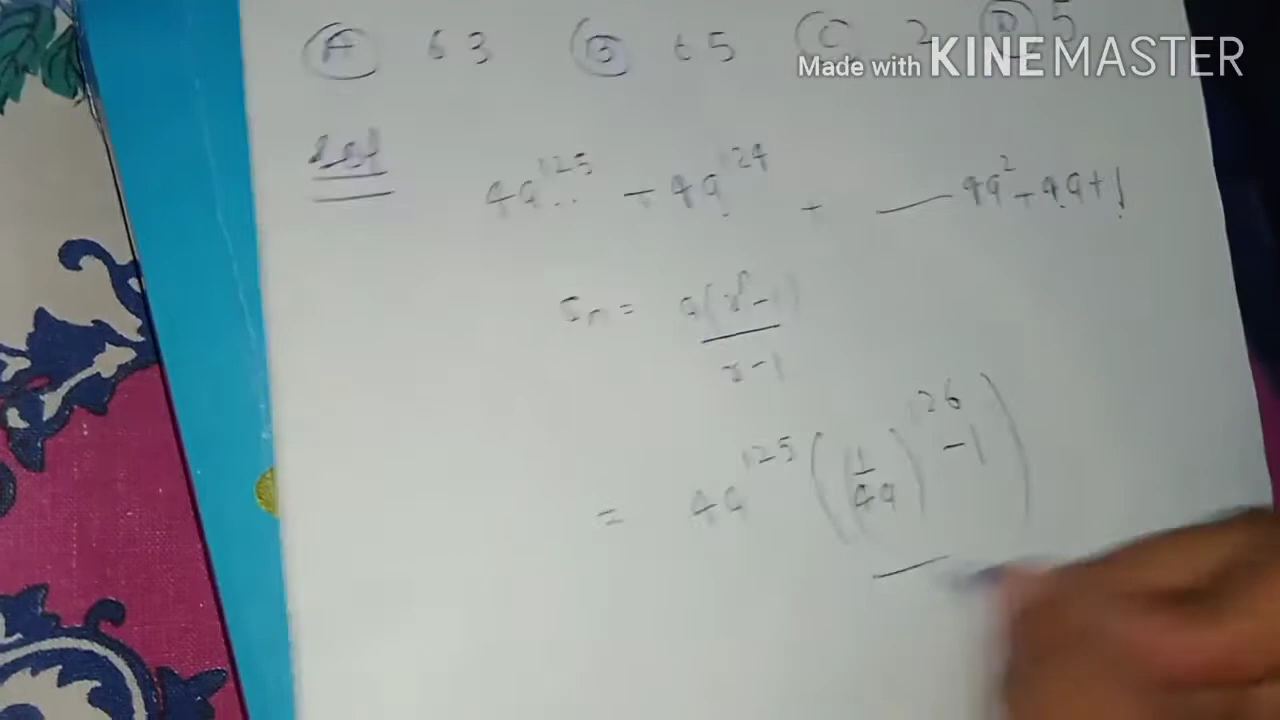 (A) 63 (B) 65 (C) 2 (D) 5
Made with KINEMASTER
Sol
49^125 + 49^124 + — 49^2 + 49 + 1
Sn = a(r^n - 1) / r - 1
= 49^125 ((1/49)^126 - 1)